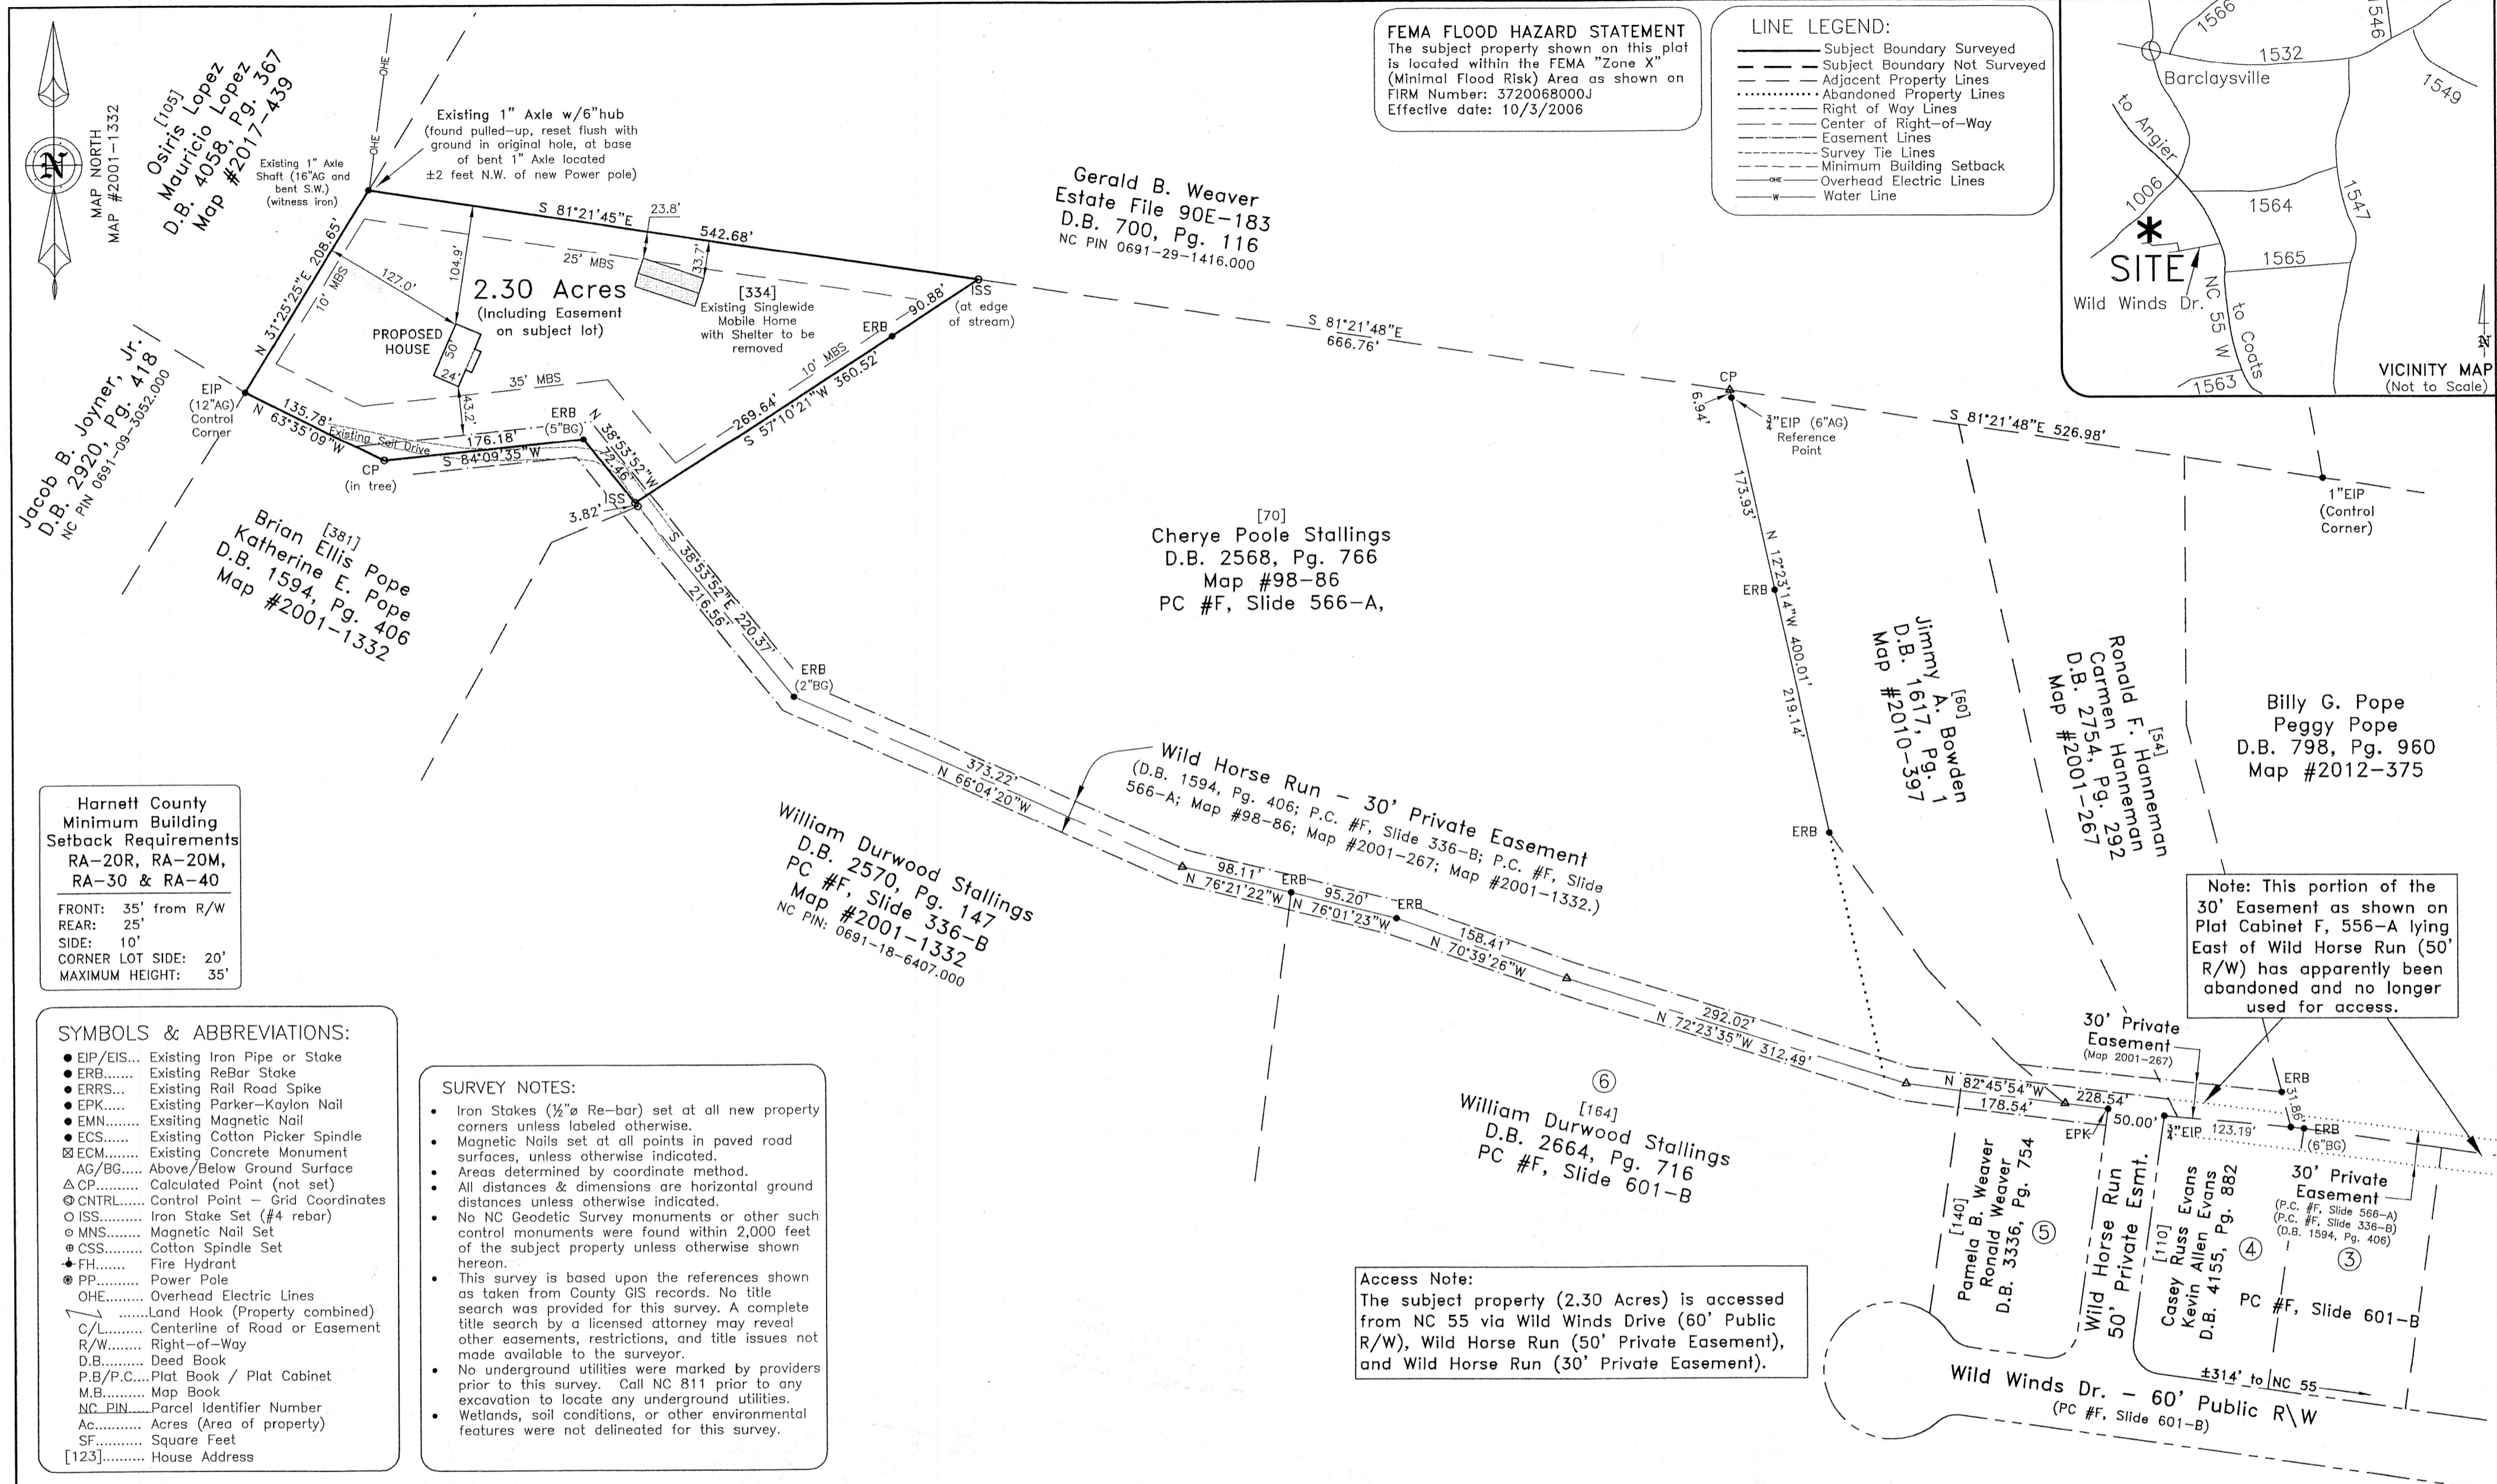 MAP NORTH
MAP #2001-1332
N
[105]
Osiris Lopez
Mauricio Lopez
D.B. 4058, Pg. 367
Map #2017-439
OHE
OHE
Existing 1" Axle w/6"hub
(found pulled-up, reset flush with
ground in original hole, at base
of bent 1" Axle located
±2 feet N.W. of new Power pole)
Existing 1" Axle
Shaft (16"AG and
bent S.W.)
(witness iron)
FEMA FLOOD HAZARD STATEMENT
The subject property shown on this plat
is located within the FEMA "Zone X"
(Minimal Flood Risk) Area as shown on
FIRM Number: 3720068000J
Effective date: 10/3/2006
LINE LEGEND:
Subject Boundary Surveyed
Subject Boundary Not Surveyed
Adjacent Property Lines
Abandoned Property Lines
Right of Way Lines
Center of Right-of-Way
Easement Lines
Survey Tie Lines
Minimum Building Setback
OHE Overhead Electric Lines
W Water Line
1566
1546
1532
Barclaysville
1549
to Angier
1006
1564
1547
*
SITE
1565
Wild Winds Dr.
NC 55 W
to Coats
1563
N
VICINITY MAP
(Not to Scale)
S 81°21'45"E
542.68'
23.8'
33.7'
25' MBS
104.9'
127.0'
N 31°25'25"E 208.65'
10' MBS
2.30 Acres
(Including Easement
on subject lot)
[334]
Existing Singlewide
Mobile Home
with Shelter to be
removed
PROPOSED
HOUSE
50'
24'
43.2'
35' MBS
10' MBS
ERB
90.88'
ISS
(at edge
of stream)
269.64'
S 57°10'21"W 360.52'
EIP
(12"AG)
Control
Corner
135.78'
N 63°35'09"W
Existing Soil Drive
176.18'
S 84°09'35"W
ERB
(5"BG)
N 38°53'52"W
72.46'
CP
(in tree)
ISS
3.82'
Jacob B. Joyner, Jr.
D.B. 2920, Pg. 418
NC PIN 0691-09-3052.000
[381]
Brian Ellis Pope
Katherine E. Pope
D.B. 1594, Pg. 406
Map #2001-1332
Gerald B. Weaver
Estate File 90E-183
D.B. 700, Pg. 116
NC PIN 0691-29-1416.000
S 81°21'48"E
666.76'
CP
6.94'
¾"EIP (6"AG)
Reference
Point
S 81°21'48"E 526.98'
1"EIP
(Control
Corner)
[70]
Cherye Poole Stallings
D.B. 2568, Pg. 766
Map #98-86
PC #F, Slide 566-A,
173.93'
N 12°23'14"W 400.01'
219.14'
ERB
ERB
[60]
Jimmy A. Bowden
D.B. 1617, Pg. 1
Map #2010-397
[54]
Ronald F. Hanneman
Carmen Hanneman
D.B. 2754, Pg. 292
Map #2001-267
Billy G. Pope
Peggy Pope
D.B. 798, Pg. 960
Map #2012-375
S 38°53'52"E 220.37'
216.56'
ERB
(2"BG)
373.22'
N 66°04'20"W
Wild Horse Run - 30' Private Easement
(D.B. 1594, Pg. 406; P.C. #F, Slide 336-B; P.C. #F, Slide
566-A; Map #98-86; Map #2001-267; Map #2001-1332.)
98.11'
N 76°21'22"W
ERB
95.20'
N 76°01'23"W
ERB
158.41'
N 70°39'26"W
292.02'
N 72°23'35"W 312.49'
N 82°45'54"W
228.54'
178.54'
William Durwood Stallings
D.B. 2570, Pg. 147
PC #F, Slide 336-B
Map #2001-1332
NC PIN: 0691-18-6407.000
Note: This portion of the
30' Easement as shown on
Plat Cabinet F, 556-A lying
East of Wild Horse Run (50'
R/W) has apparently been
abandoned and no longer
used for access.
30' Private
Easement
(Map 2001-267)
ERB
31.86'
EPK
50.00'
¾"EIP
123.19'
ERB
(6"BG)
30' Private
Easement
(P.C. #F, Slide 566-A)
(P.C. #F, Slide 336-B)
(D.B. 1594, Pg. 406)
6
[164]
William Durwood Stallings
D.B. 2664, Pg. 716
PC #F, Slide 601-B
[140]
Pamela B. Weaver
Ronald Weaver
D.B. 3336, Pg. 754
5
Wild Horse Run
50' Private Esmt.
[110]
Casey Russ Evans
Kevin Allen Evans
D.B. 4155, Pg. 882
4
3
PC #F, Slide 601-B
±314' to NC 55
Wild Winds Dr. - 60' Public R\W
(PC #F, Slide 601-B)
Access Note:
The subject property (2.30 Acres) is accessed
from NC 55 via Wild Winds Drive (60' Public
R/W), Wild Horse Run (50' Private Easement),
and Wild Horse Run (30' Private Easement).
Harnett County
Minimum Building
Setback Requirements
RA-20R, RA-20M,
RA-30 & RA-40
FRONT: 35' from R/W
REAR: 25'
SIDE: 10'
CORNER LOT SIDE: 20'
MAXIMUM HEIGHT: 35'
SYMBOLS & ABBREVIATIONS:
EIP/EIS... Existing Iron Pipe or Stake
ERB....... Existing ReBar Stake
ERRS... Existing Rail Road Spike
EPK..... Existing Parker-Kaylon Nail
EMN........ Exsiting Magnetic Nail
ECS...... Existing Cotton Picker Spindle
ECM........ Existing Concrete Monument
AG/BG..... Above/Below Ground Surface
CP.......... Calculated Point (not set)
CNTRL...... Control Point - Grid Coordinates
ISS.......... Iron Stake Set (#4 rebar)
MNS........ Magnetic Nail Set
CSS......... Cotton Spindle Set
FH....... Fire Hydrant
PP.......... Power Pole
OHE......... Overhead Electric Lines
......Land Hook (Property combined)
C/L......... Centerline of Road or Easement
R/W........ Right-of-Way
D.B.......... Deed Book
P.B/P.C....Plat Book / Plat Cabinet
M.B.......... Map Book
NC PIN.....Parcel Identifier Number
Ac........... Acres (Area of property)
SF........... Square Feet
[123].......... House Address
SURVEY NOTES:
• Iron Stakes (½"ø Re-bar) set at all new property
corners unless labeled otherwise.
• Magnetic Nails set at all points in paved road
surfaces, unless otherwise indicated.
• Areas determined by coordinate method.
• All distances & dimensions are horizontal ground
distances unless otherwise indicated.
• No NC Geodetic Survey monuments or other such
control monuments were found within 2,000 feet
of the subject property unless otherwise shown
hereon.
• This survey is based upon the references shown
as taken from County GIS records. No title
search was provided for this survey. A complete
title search by a licensed attorney may reveal
other easements, restrictions, and title issues not
made available to the surveyor.
• No underground utilities were marked by providers
prior to this survey. Call NC 811 prior to any
excavation to locate any underground utilities.
• Wetlands, soil conditions, or other environmental
features were not delineated for this survey.